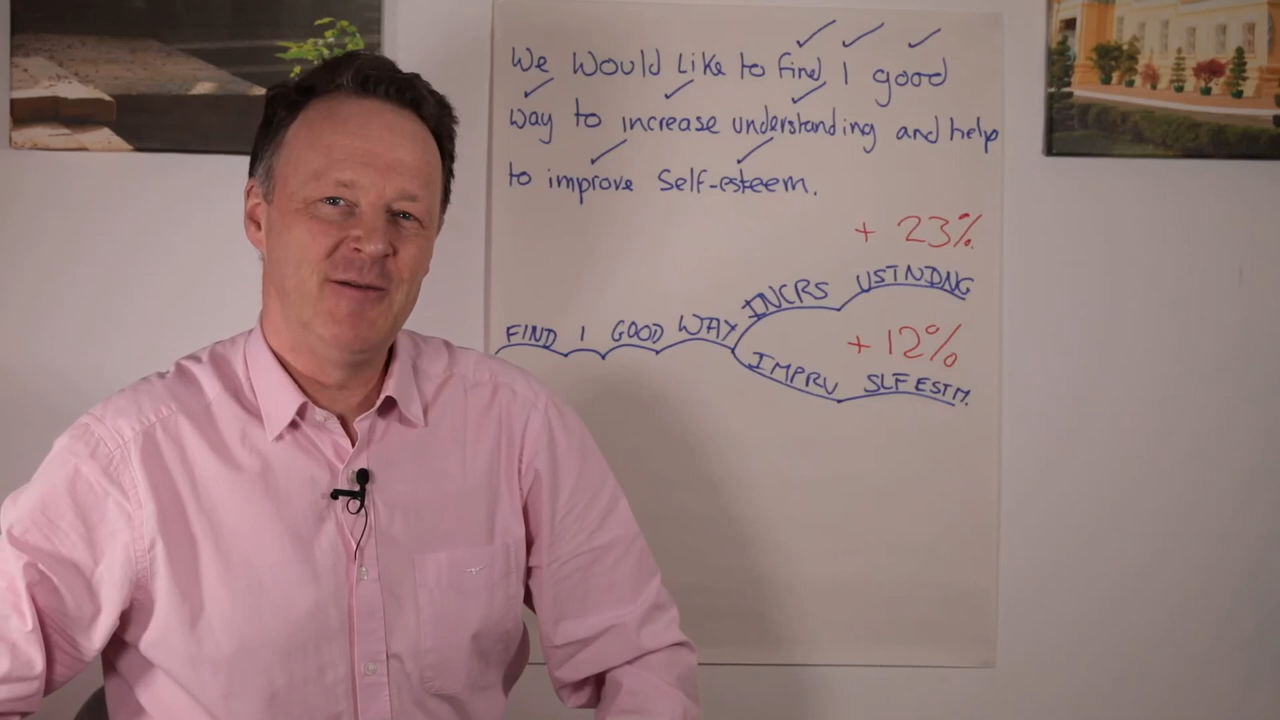 We Would Like to find 1 good
way to increase understanding and help
to improve Self-esteem.
+ 23%
INCRS USTNDNG
FIND 1 GOOD WAY
+ 12%
IMPRV SLF ESTM.